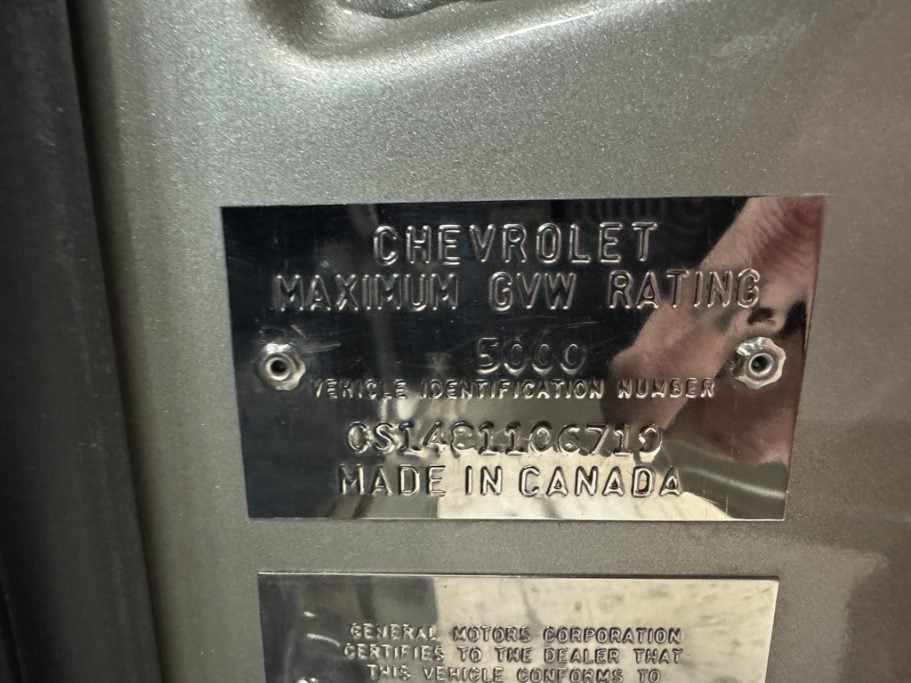 CHEVROLET
MAXIMUM GVW RATING
5000
VEHICLE IDENTIFICATION NUMBER
CS1481106710
MADE IN CANADA
GENERAL MOTORS CORPORATION
CERTIFIES TO THE DEALER THAT
THIS VEHICLE CONFORMS TO